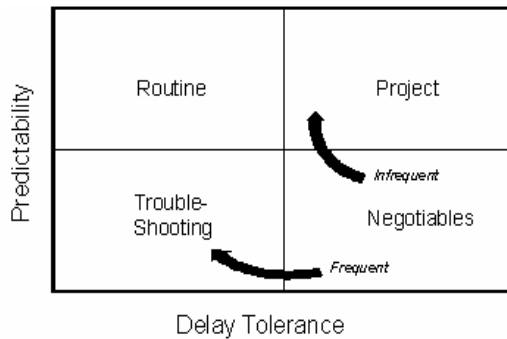 Predictability
Routine
Project
Infrequent
Trouble-
Shooting
Negotiables
Frequent
Delay Tolerance